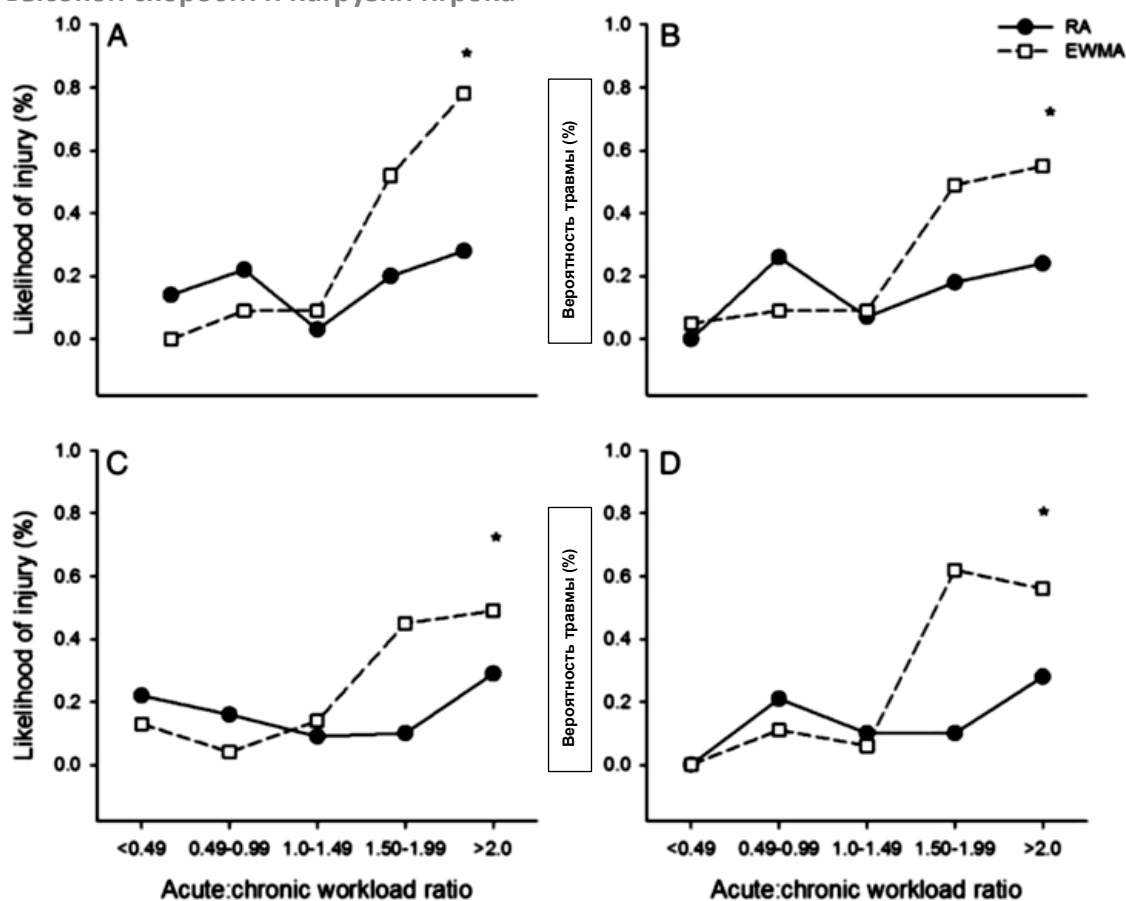 высокой скорости и нагрузки игрока
A
*
Likelihood of injury (%)
1.0
0.8
0.6
0.4
0.2
0.0
B
*
RA
EWMA
Вероятность травмы (%)
1.0
0.8
0.6
0.4
0.2
0.0
C
*
Likelihood of injury (%)
1.0
0.8
0.6
0.4
0.2
0.0
<0.49 0.49-0.99 1.0-1.49 1.50-1.99 >2.0
Acute:chronic workload ratio
D
*
Вероятность травмы (%)
1.0
0.8
0.6
0.4
0.2
0.0
<0.49 0.49-0.99 1.0-1.49 1.50-1.99 >2.0
Acute:chronic workload ratio